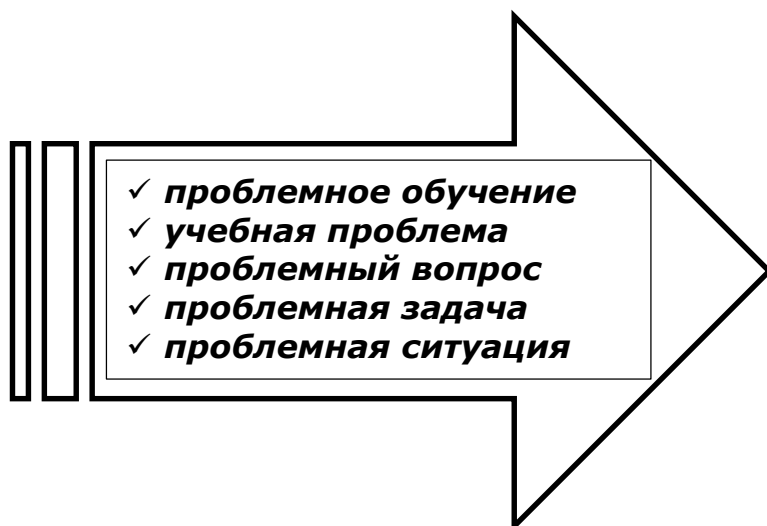 ✓ проблемное обучение
✓ учебная проблема
✓ проблемный вопрос
✓ проблемная задача
✓ проблемная ситуация